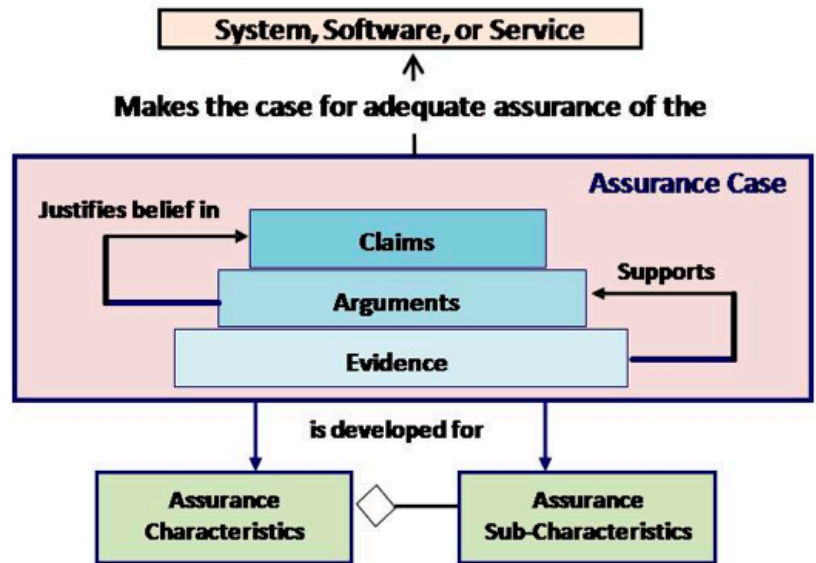 System, Software, or Service
Makes the case for adequate assurance of the
Assurance Case
Justifies belief in
Claims
Supports
Arguments
Evidence
is developed for
Assurance
Characteristics
Assurance
Sub-Characteristics